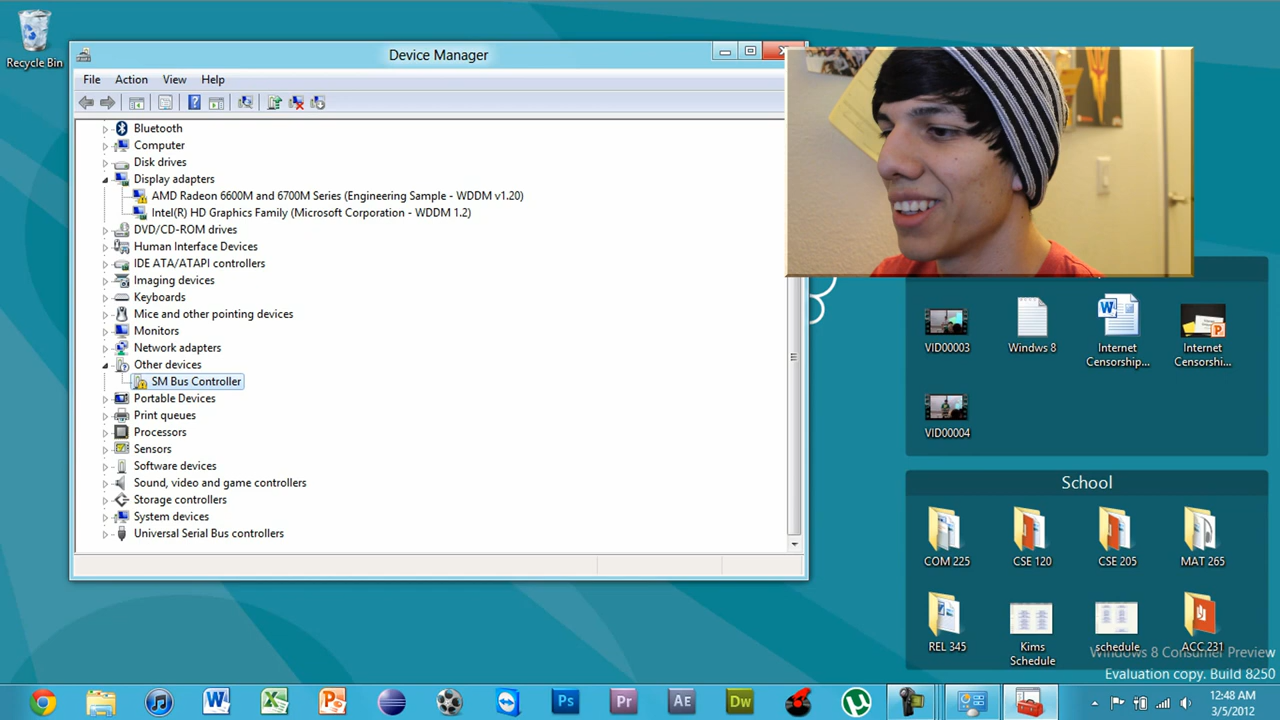 Recycle Bin
Device Manager
File Action View Help
Bluetooth
Computer
Disk drives
Display adapters
AMD Radeon 6600M and 6700M Series (Engineering Sample - WDDM v1.20)
Intel(R) HD Graphics Family (Microsoft Corporation - WDDM 1.2)
DVD/CD-ROM drives
Human Interface Devices
IDE ATA/ATAPI controllers
Imaging devices
Keyboards
Mice and other pointing devices
Monitors
Network adapters
Other devices
SM Bus Controller
Portable Devices
Print queues
Processors
Sensors
Software devices
Sound, video and game controllers
Storage controllers
System devices
Universal Serial Bus controllers
VID00003
Windws 8
Internet
Censorship...
Internet
Censorshi...
VID00004
School
COM 225
CSE 120
CSE 205
MAT 265
REL 345
Kims
Schedule
schedule
ACC 231
Windows 8 Consumer Preview
Evaluation copy. Build 8250
Ps
Pr
AE
Dw
12:48 AM
3/5/2012